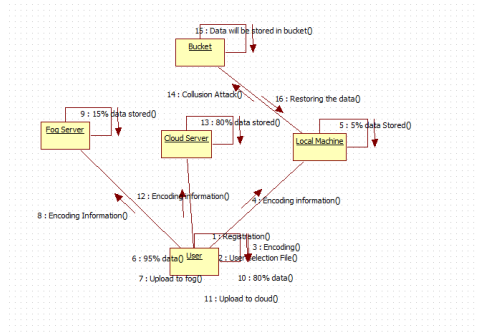 15 : Data will be stored in bucket()
Bucket
14 : Collusion Attack()
16 : Restoring the data()
9 : 15% data stored()
Fog Server
13 : 80% data stored()
Cloud Server
5 : 5% data Stored()
Local Machine
12 : Encoding information()
4 : Encoding information()
8 : Encoding Information()
1 : Registration()
3 : Encoding()
6 : 95% data()
User
2 : User Selection File()
7 : Upload to fog()
10 : 80% data()
11 : Upload to cloud()